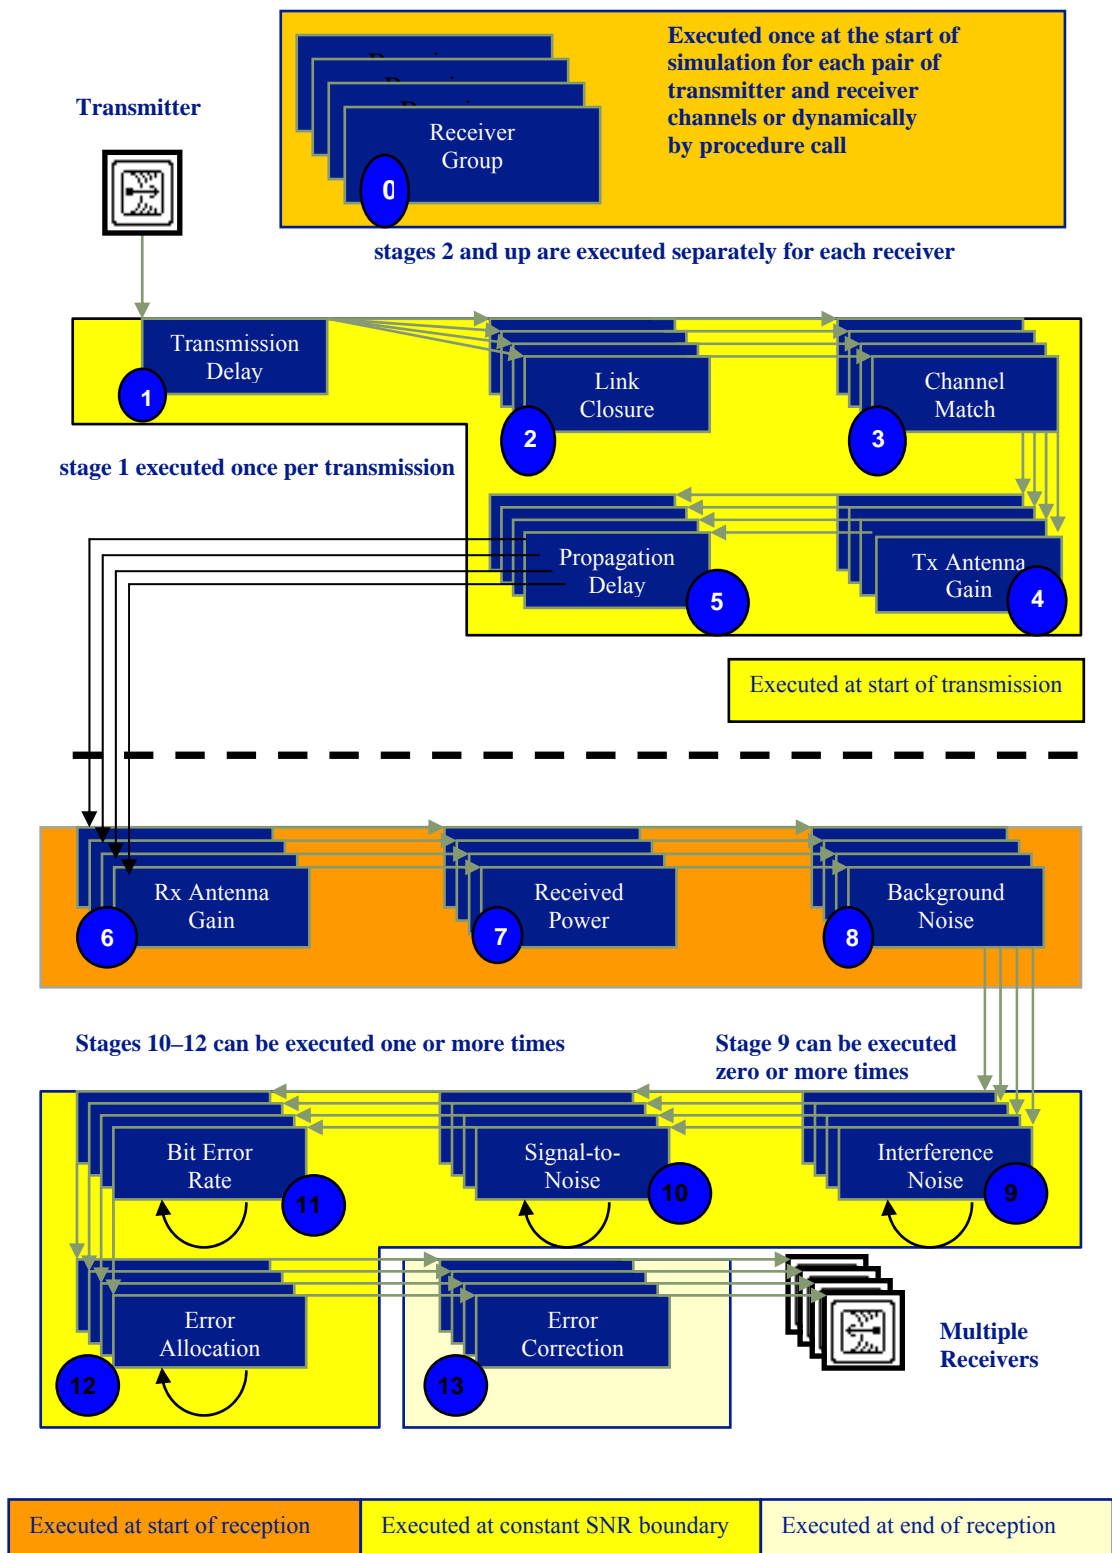 Executed once at the start of
simulation for each pair of
transmitter and receiver
channels or dynamically
by procedure call
Transmitter
Receiver
Group
0
stages 2 and up are executed separately for each receiver
Transmission
Delay
1
Link
Closure
2
Channel
Match
3
stage 1 executed once per transmission
Propagation
Delay
5
Tx Antenna
Gain
4
Executed at start of transmission
Rx Antenna
Gain
6
Received
Power
7
Background
Noise
8
Stages 10–12 can be executed one or more times
Stage 9 can be executed
zero or more times
Bit Error
Rate
11
Signal-to-
Noise
10
Interference
Noise
9
Error
Allocation
12
Error
Correction
13
Multiple
Receivers
Executed at start of reception
Executed at constant SNR boundary
Executed at end of reception